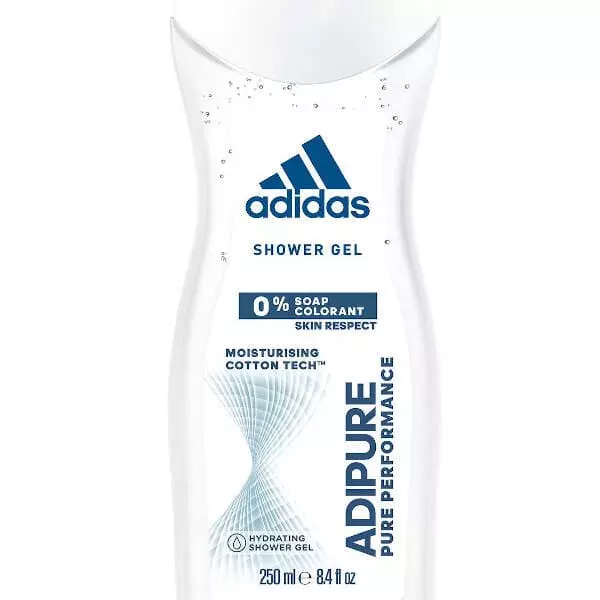 adidas
SHOWER GEL
0% SOAP
COLORANT
SKIN RESPECT
MOISTURISING
COTTON TECH™
ADIPURE
PURE PERFORMANCE
HYDRATING
SHOWER GEL
250 ml e 8.4 fl oz